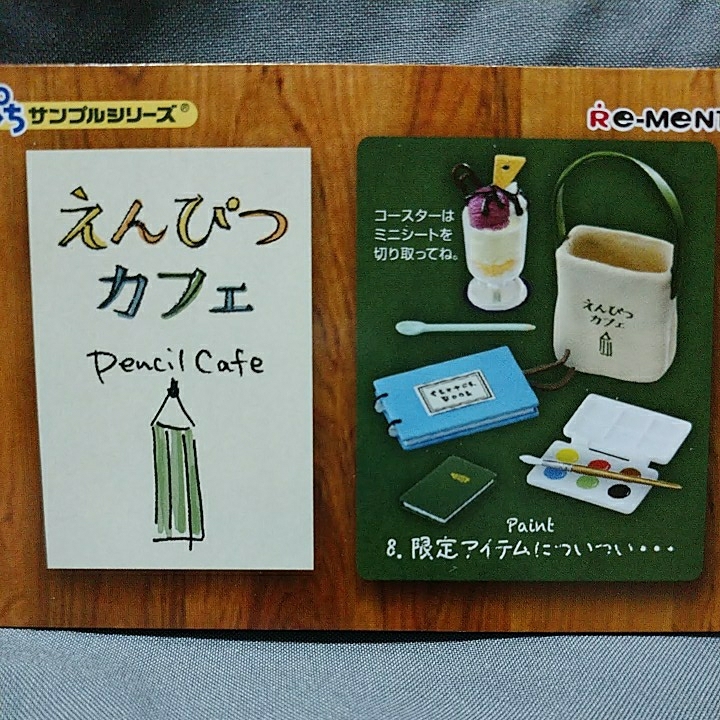 ぷち サンプルシリーズ®
Re-MeNT
えんぴつ
カフェ
Pencil Cafe
コースターは
ミニシートを
切り取ってね。
えんぴつ
カフェ
SKETCH
BOOK
Paint
8. 限定アイテムについつい・・・